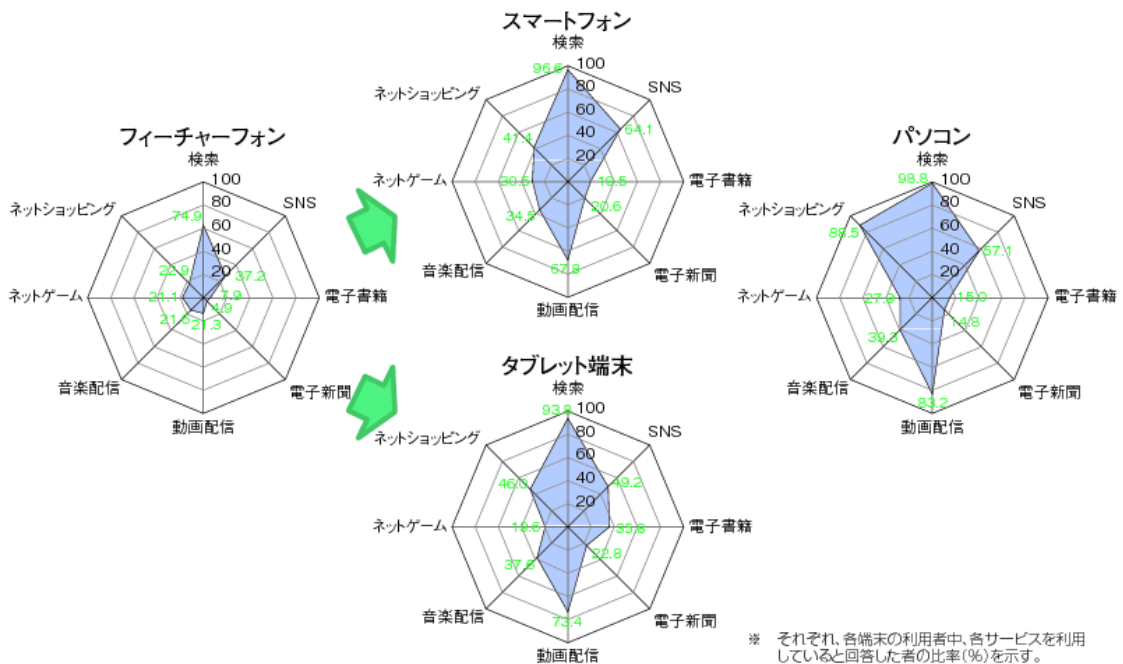 スマートフォン
検索
100
80
60
40
20
96.6
SNS
64.1
電子書籍
19.5
電子新聞
20.6
動画配信
67.9
音楽配信
34.5
ネットゲーム
30.5
ネットショッピング
41.4
フィーチャーフォン
検索
100
80
60
40
20
74.9
SNS
37.2
電子書籍
7.9
電子新聞
4.9
動画配信
21.3
音楽配信
21.5
ネットゲーム
21.1
ネットショッピング
22.9
パソコン
検索
100
80
60
40
20
98.8
SNS
57.1
電子書籍
15.0
電子新聞
14.8
動画配信
83.2
音楽配信
39.3
ネットゲーム
27.9
ネットショッピング
88.5
タブレット端末
検索
100
80
60
40
20
93.8
SNS
49.2
電子書籍
35.8
電子新聞
22.8
動画配信
73.4
音楽配信
37.6
ネットゲーム
19.6
ネットショッピング
46.0
※ それぞれ、各端末の利用者中、各サービスを利用
していると回答した者の比率(%)を示す。